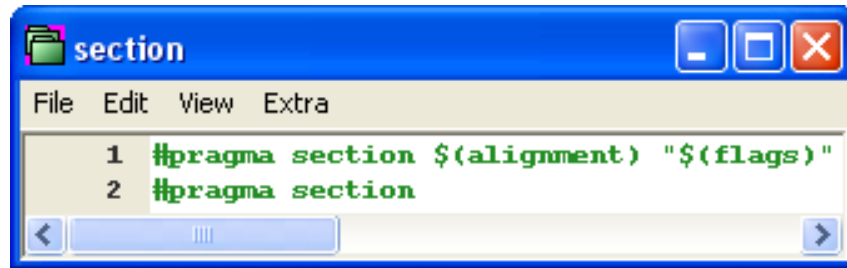 section
File Edit View Extra
1 #pragma section $(alignment) "$(flags)"
2 #pragma section